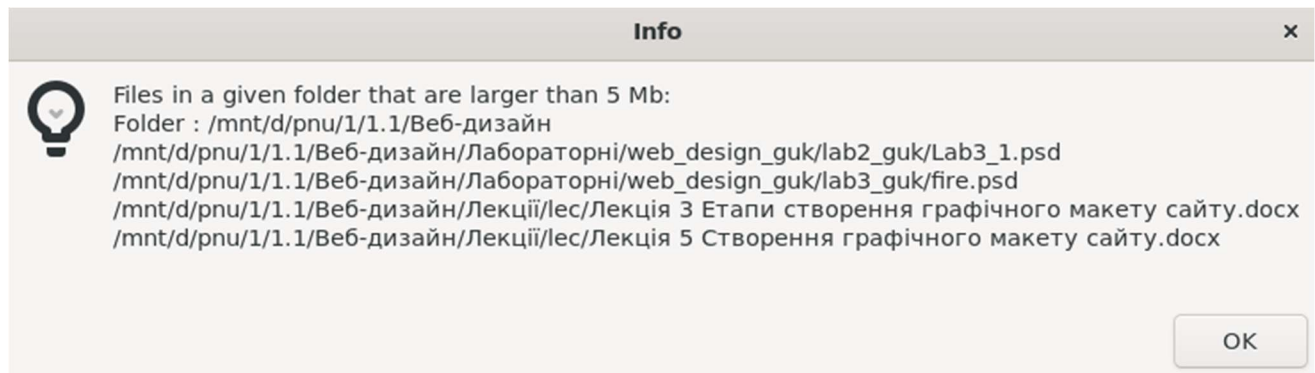 Info
Files in a given folder that are larger than 5 Mb:
Folder : /mnt/d/pnu/1/1.1/Веб-дизайн
/mnt/d/pnu/1/1.1/Веб-дизайн/Лабораторні/web_design_guk/lab2_guk/Lab3_1.psd
/mnt/d/pnu/1/1.1/Веб-дизайн/Лабораторні/web_design_guk/lab3_guk/fire.psd
/mnt/d/pnu/1/1.1/Веб-дизайн/Лекції/lec/Лекція 3 Етапи створення графічного макету сайту.docx
/mnt/d/pnu/1/1.1/Веб-дизайн/Лекції/lec/Лекція 5 Створення графічного макету сайту.docx
OK